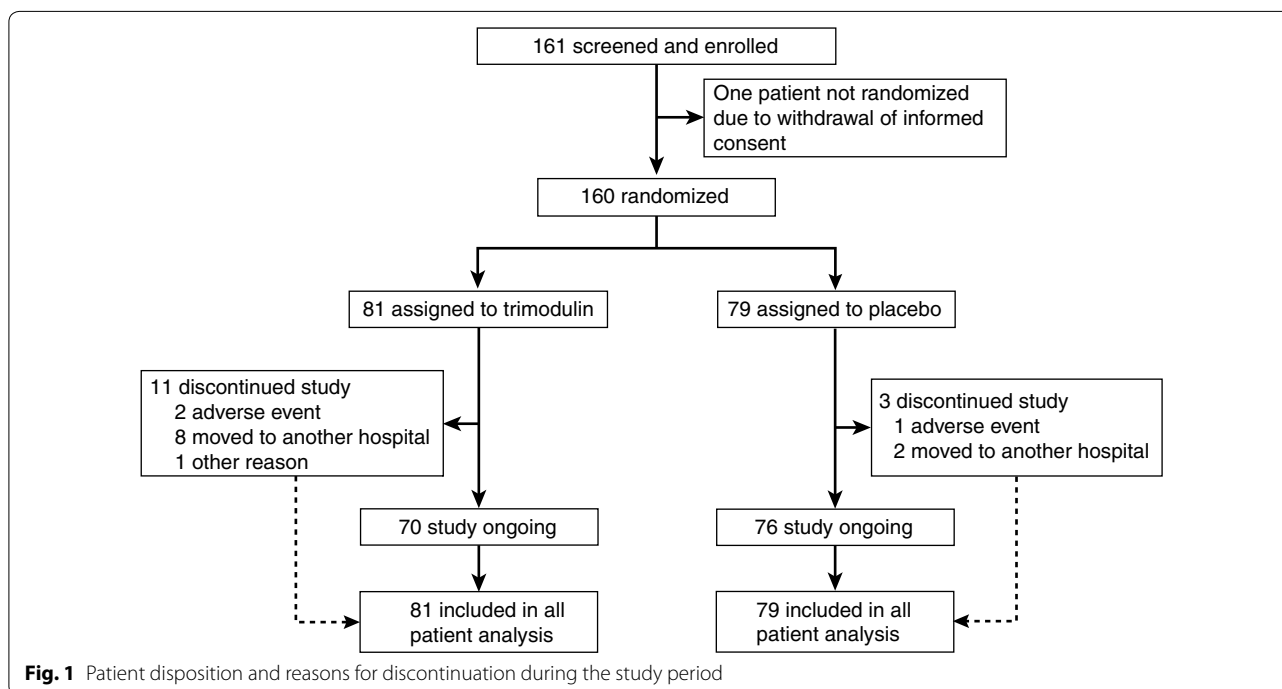 161 screened and enrolled
One patient not randomized
due to withdrawal of informed
consent
160 randomized
81 assigned to trimodulin
79 assigned to placebo
11 discontinued study
2 adverse event
8 moved to another hospital
1 other reason
3 discontinued study
1 adverse event
2 moved to another hospital
70 study ongoing
76 study ongoing
81 included in all
patient analysis
79 included in all
patient analysis
Fig. 1 Patient disposition and reasons for discontinuation during the study period